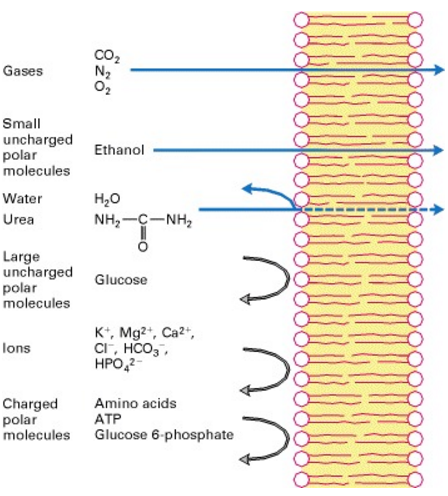 Gases
CO₂
N₂
O₂
Small
uncharged
polar
molecules
Ethanol
Water
H₂O
Urea
NH₂—C—NH₂
O
Large
uncharged
polar
molecules
Glucose
Ions
K⁺, Mg²⁺, Ca²⁺,
Cl⁻, HCO₃⁻,
HPO₄²⁻
Charged
polar
molecules
Amino acids
ATP
Glucose 6-phosphate